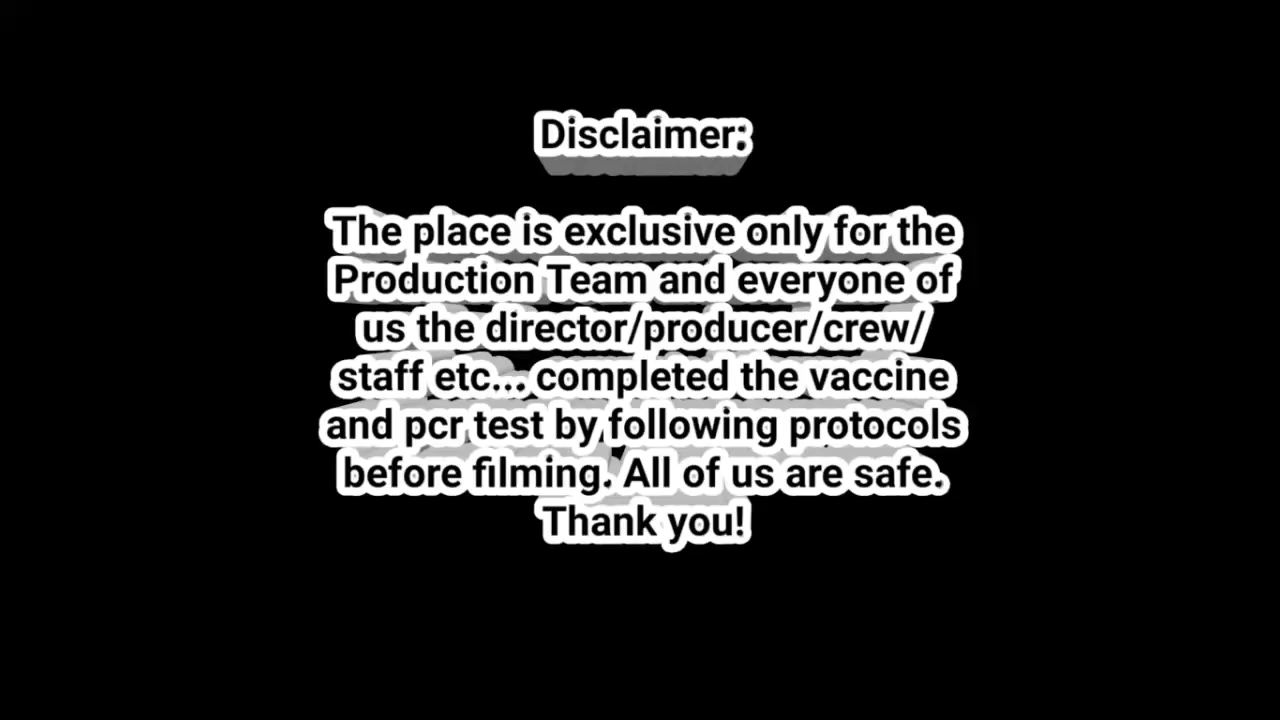 Disclaimer:
The place is exclusive only for the
Production Team and everyone of
us the director/producer/crew/
staff etc... completed the vaccine
and pcr test by following protocols
before filming. All of us are safe.
Thank you!